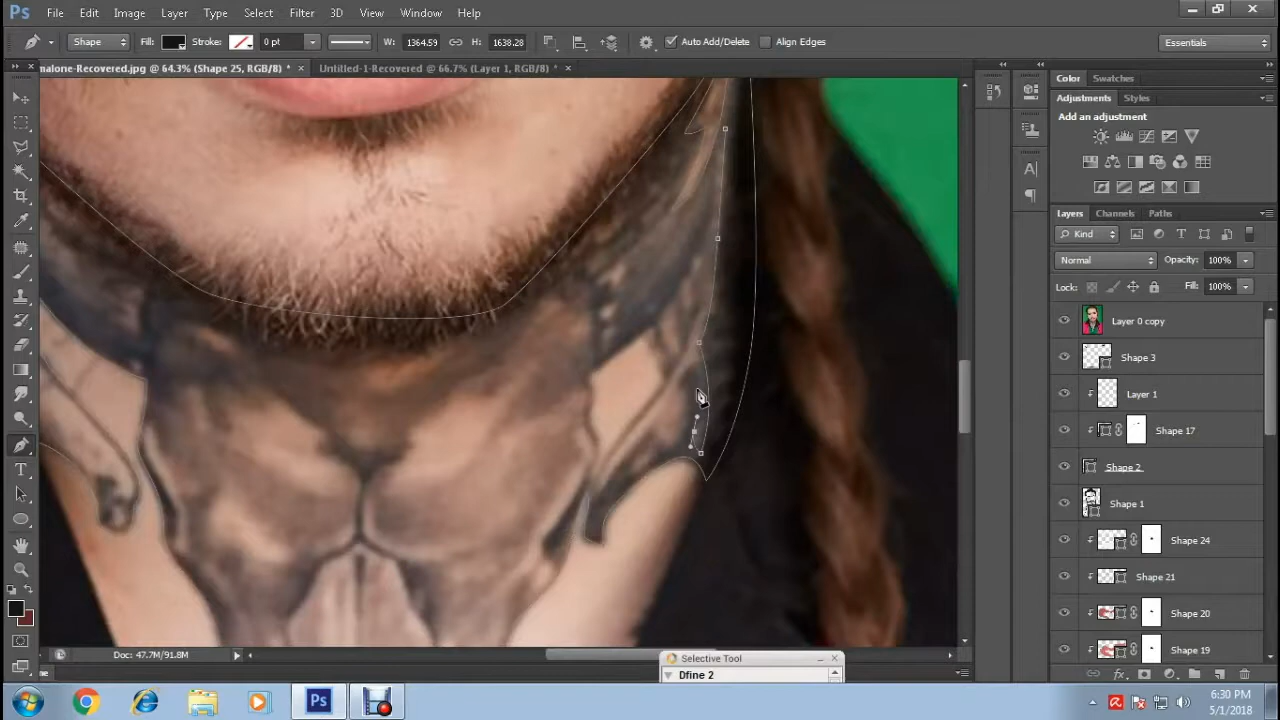 Ps File Edit Image Layer Type Select Filter 3D View Window Help
Shape Fill: Stroke: 0 pt W: 1364.59 H: 1638.28 Auto Add/Delete Align Edges Essentials
malone-Recovered.jpg @ 64.3% (Shape 25, RGB/8) * × Untitled-1-Recovered @ 66.7% (Layer 1, RGB/8) * ×
Color Swatches
Adjustments Styles
Add an adjustment
Layers Channels Paths
Kind
Normal Opacity: 100%
Lock: Fill: 100%
Layer 0 copy
Shape 3
Layer 1
Shape 17
Shape 2
Shape 1
Shape 24
Shape 21
Shape 20
Shape 19
Doc: 47.7M/91.8M
Selective Tool
Dfine 2
Ps
6:30 PM
5/1/2018